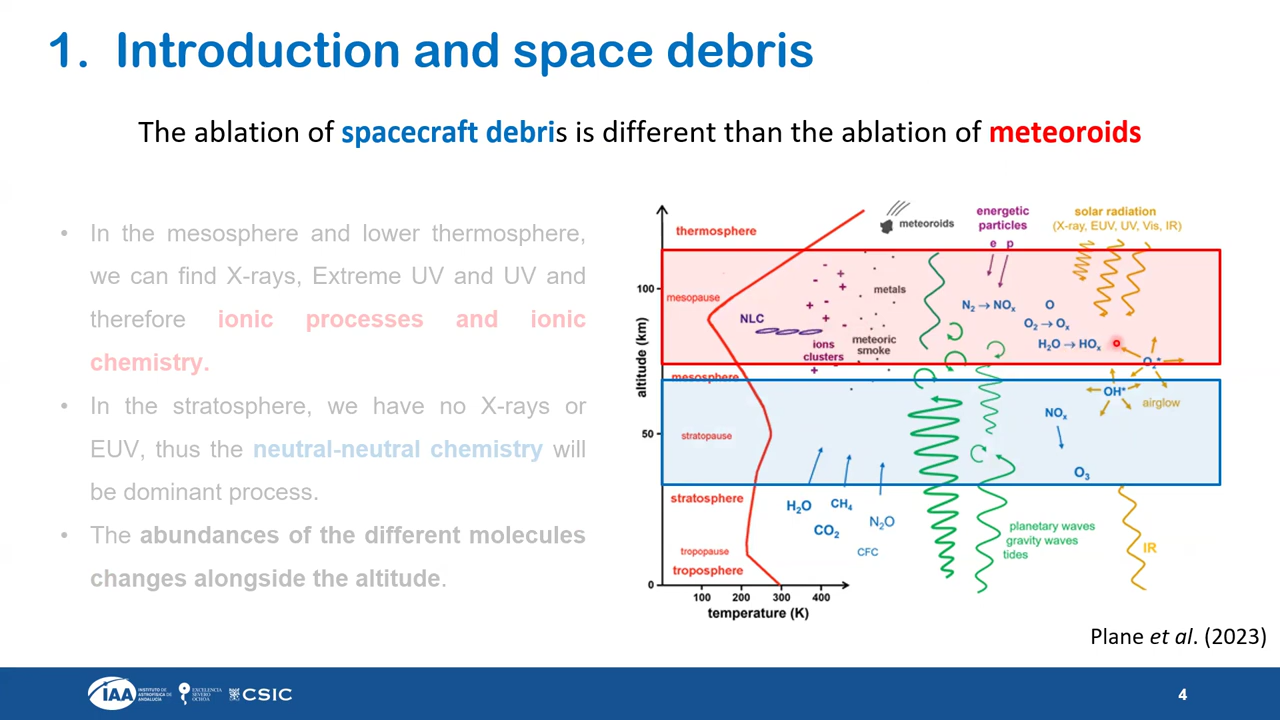 1. Introduction and space debris
The ablation of spacecraft debris is different than the ablation of meteoroids
• In the mesosphere and lower thermosphere,
we can find X-rays, Extreme UV and UV and
therefore ionic processes and ionic
chemistry.
• In the stratosphere, we have no X-rays or
EUV, thus the neutral-neutral chemistry will
be dominant process.
• The abundances of the different molecules
changes alongside the altitude.
altitude (km)
100
50
0
100 200 300 400
temperature (K)
thermosphere
mesopause
mesosphere
stratopause
stratosphere
tropopause
troposphere
meteoroids
energetic
particles
e p
solar radiation
(X-ray, EUV, UV, Vis, IR)
metals
NLC
ions
clusters
meteoric
smoke
N₂ → NOₓ
O
O₂ → Oₓ
H₂O → HOₓ
Oₓ*
OH*
airglow
NOₓ
O₃
H₂O
CH₄
CO₂
N₂O
CFC
planetary waves
gravity waves
tides
IR
Plane et al. (2023)
IAA
INSTITUTO DE
ASTROFÍSICA DE
ANDALUCÍA
EXCELENCIA
SEVERO
OCHOA
CSIC
4